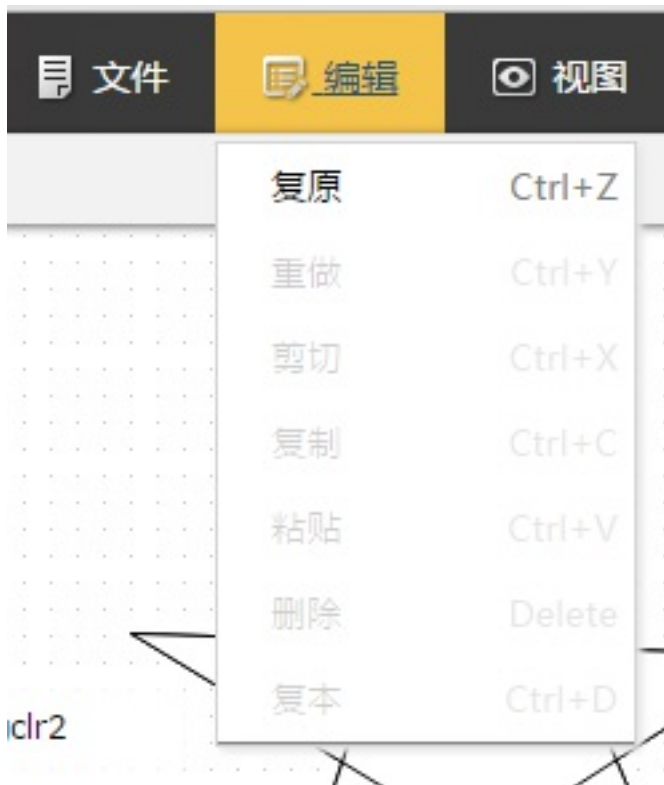 文件 编辑 视图
复原 Ctrl+Z
重做 Ctrl+Y
剪切 Ctrl+X
复制 Ctrl+C
粘贴 Ctrl+V
删除 Delete
复本 Ctrl+D
clr2